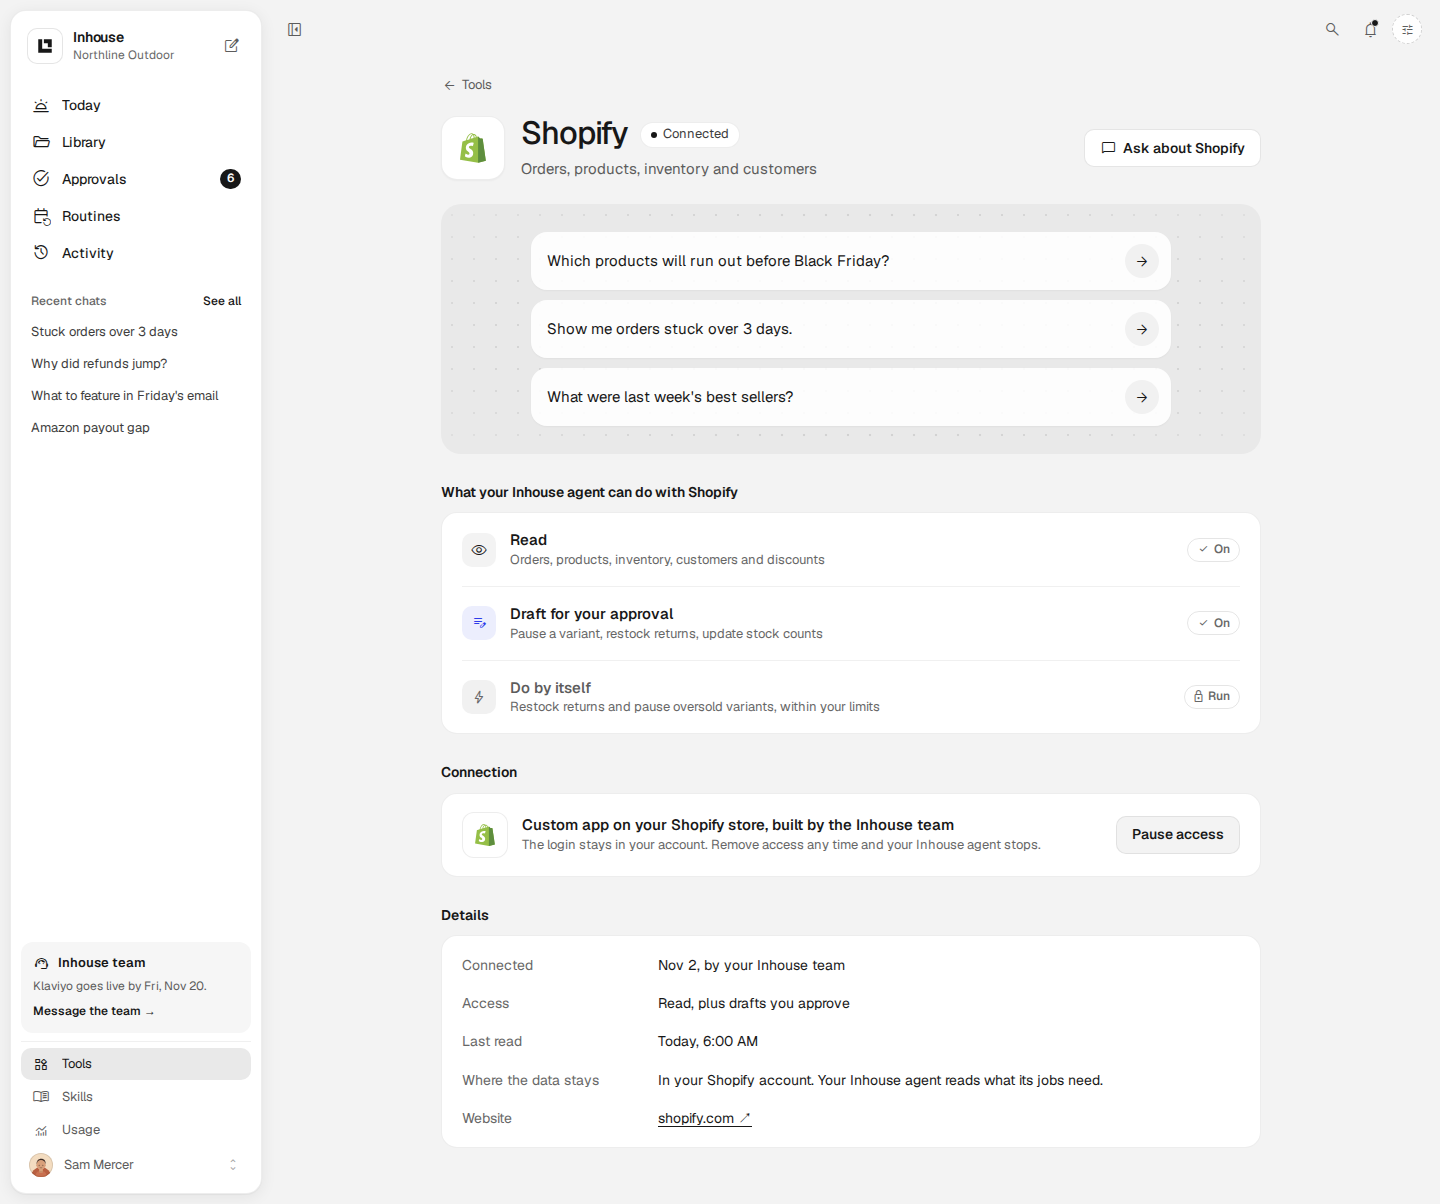 Inhouse
Northline Outdoor
Today
Library
Approvals
6
Routines
Activity
Recent chats
See all
Stuck orders over 3 days
Why did refunds jump?
What to feature in Friday's email
Amazon payout gap
Inhouse team
Klaviyo goes live by Fri, Nov 20.
Message the team →
Tools
Skills
Usage
Sam Mercer
← Tools
Shopify
Connected
Orders, products, inventory and customers
Ask about Shopify
Which products will run out before Black Friday?
Show me orders stuck over 3 days.
What were last week's best sellers?
What your Inhouse agent can do with Shopify
Read
Orders, products, inventory, customers and discounts
On
Draft for your approval
Pause a variant, restock returns, update stock counts
On
Do by itself
Restock returns and pause oversold variants, within your limits
Run
Connection
Custom app on your Shopify store, built by the Inhouse team
The login stays in your account. Remove access any time and your Inhouse agent stops.
Pause access
Details
Connected
Nov 2, by your Inhouse team
Access
Read, plus drafts you approve
Last read
Today, 6:00 AM
Where the data stays
In your Shopify account. Your Inhouse agent reads what its jobs need.
Website
shopify.com ↗